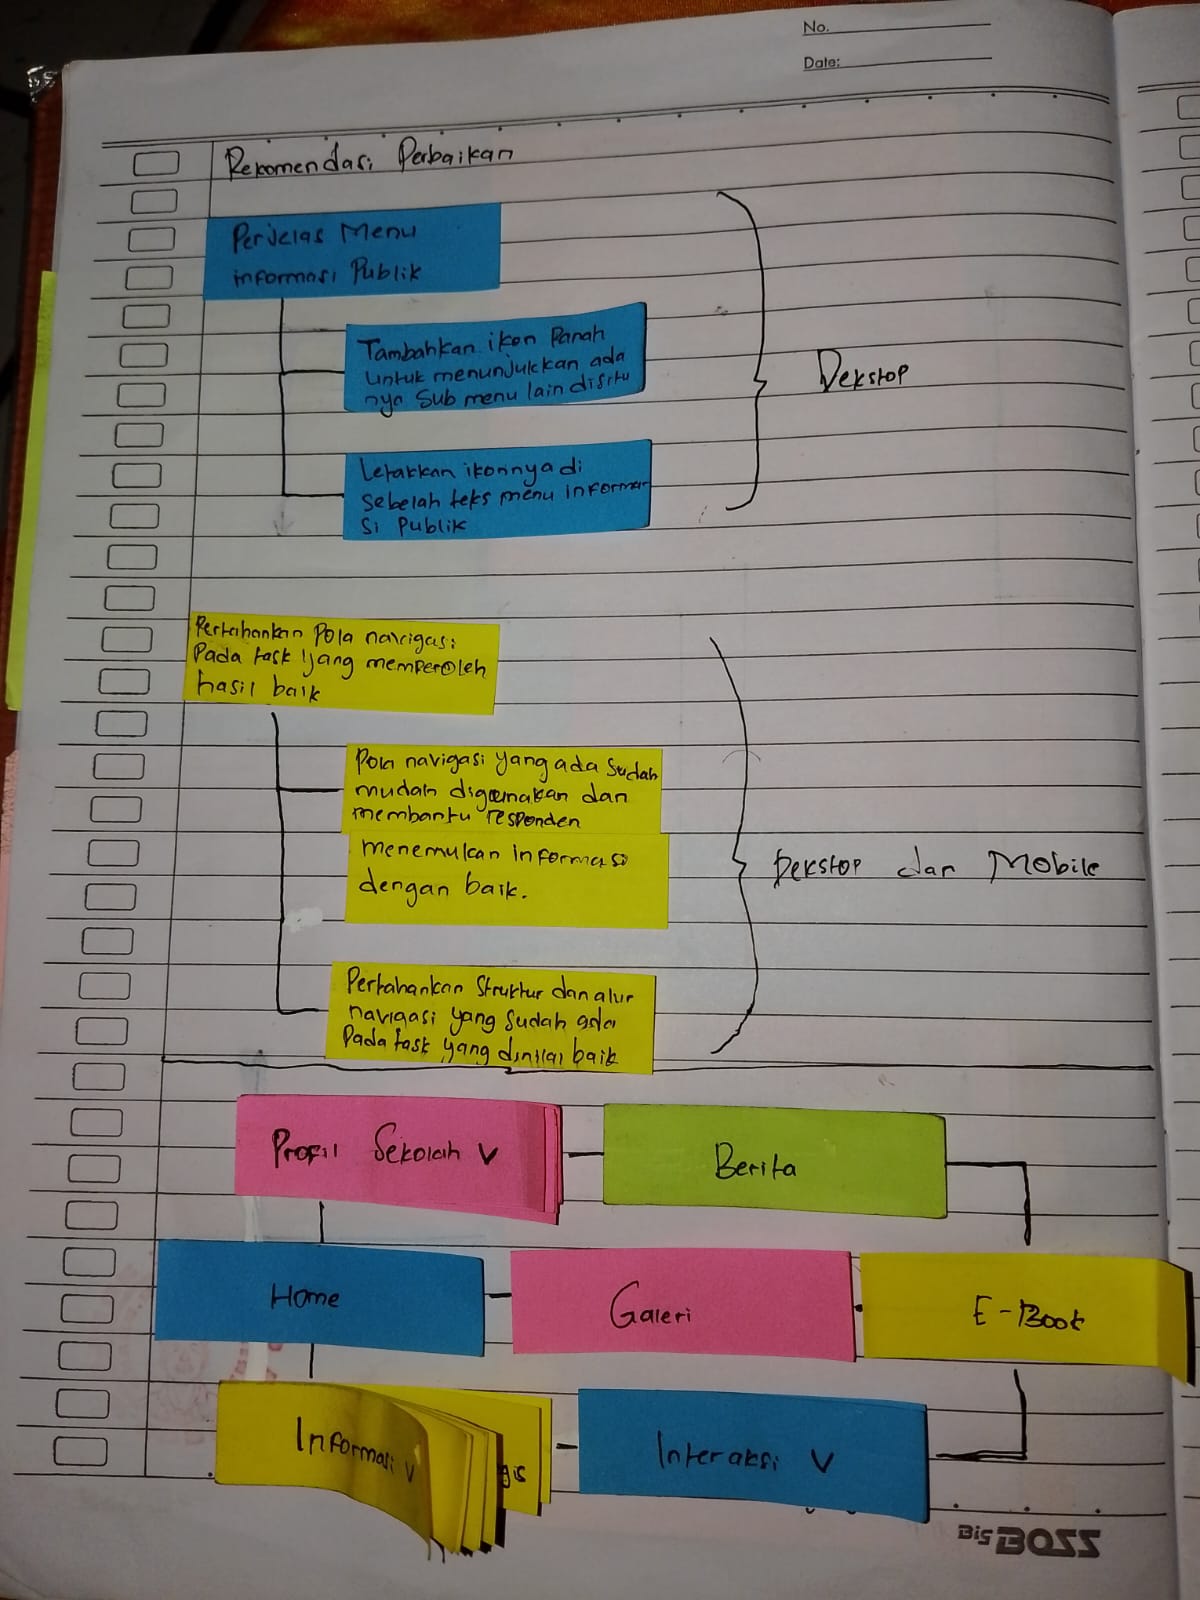 No.
Date:
Rekomendasi Perbaikan
Perjelas Menu
informasi Publik
Tambahkan ikon Panah
untuk menunjukkan ada
nya Sub menu lain disitu
Letakkan ikonnya di
sebelah teks menu informa-
si Publik
Dekstop
Pertahankan Pola navigasi
Pada task yang memperoleh
hasil baik
Pola navigasi yang ada sudah
mudah digunakan dan
membantu responden
menemukan informasi
dengan baik.
Pertahankan Struktur dan alur
navigasi yang sudah ada
Pada task yang dinilai baik
Dekstop dan Mobile
Profil Sekolah V
Berita
Home
Galeri
E-Book
Informasi V
gis
Interaksi V
Big BOSS